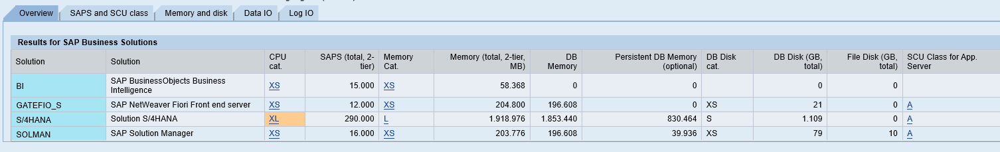 Overview SAPS and SCU class Memory and disk Data IO Log IO
Results for SAP Business Solutions
Solution Solution CPU cat. SAPS (total, 2-tier) Memory Cat. Memory (total, 2-tier, MB) DB Memory Persistent DB Memory (optional) DB Disk cat. DB Disk (GB, total) File Disk (GB, total) SCU Class for App. Server
BI SAP BusinessObjects Business Intelligence XS 15.000 XS 58.368 0 0 0 0
GATEFIO_S SAP NetWeaver Fiori Front end server XS 12.000 XS 204.800 196.608 0 XS 21 0 A
S/4HANA Solution S/4HANA XL 290.000 L 1.918.976 1.853.440 830.464 S 1.109 0 A
SOLMAN SAP Solution Manager XS 16.000 XS 203.776 196.608 39.936 XS 79 10 A